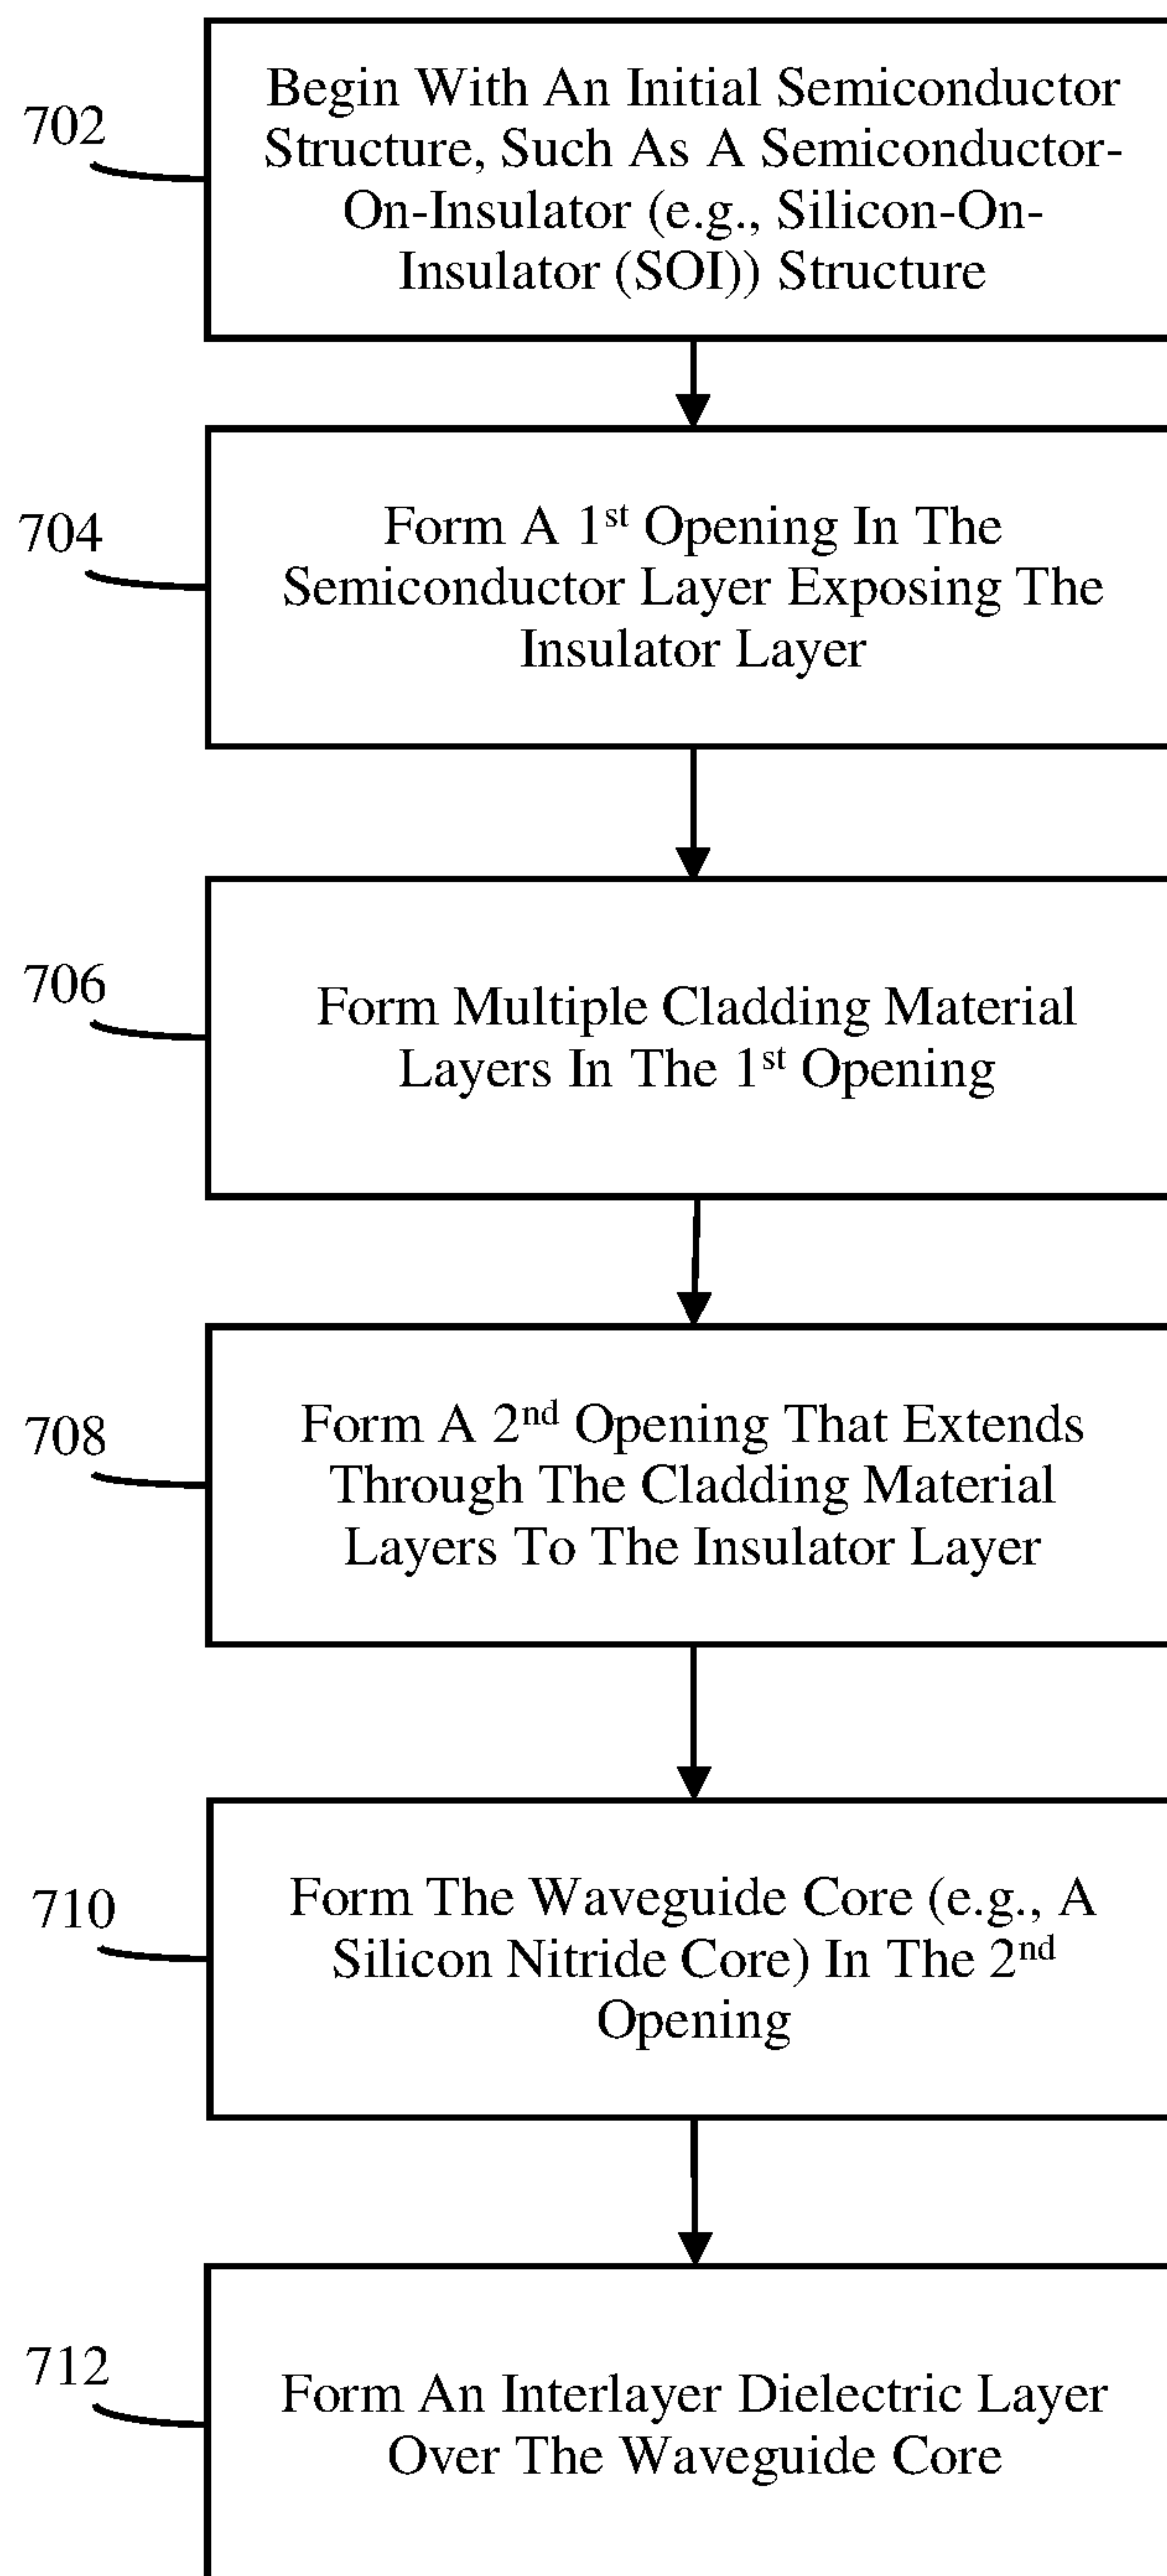 702
Begin With An Initial Semiconductor
Structure, Such As A Semiconductor-
On-Insulator (e.g., Silicon-On-
Insulator (SOI)) Structure
704
Form A 1st Opening In The
Semiconductor Layer Exposing The
Insulator Layer
706
Form Multiple Cladding Material
Layers In The 1st Opening
708
Form A 2nd Opening That Extends
Through The Cladding Material
Layers To The Insulator Layer
710
Form The Waveguide Core (e.g., A
Silicon Nitride Core) In The 2nd
Opening
712
Form An Interlayer Dielectric Layer
Over The Waveguide Core